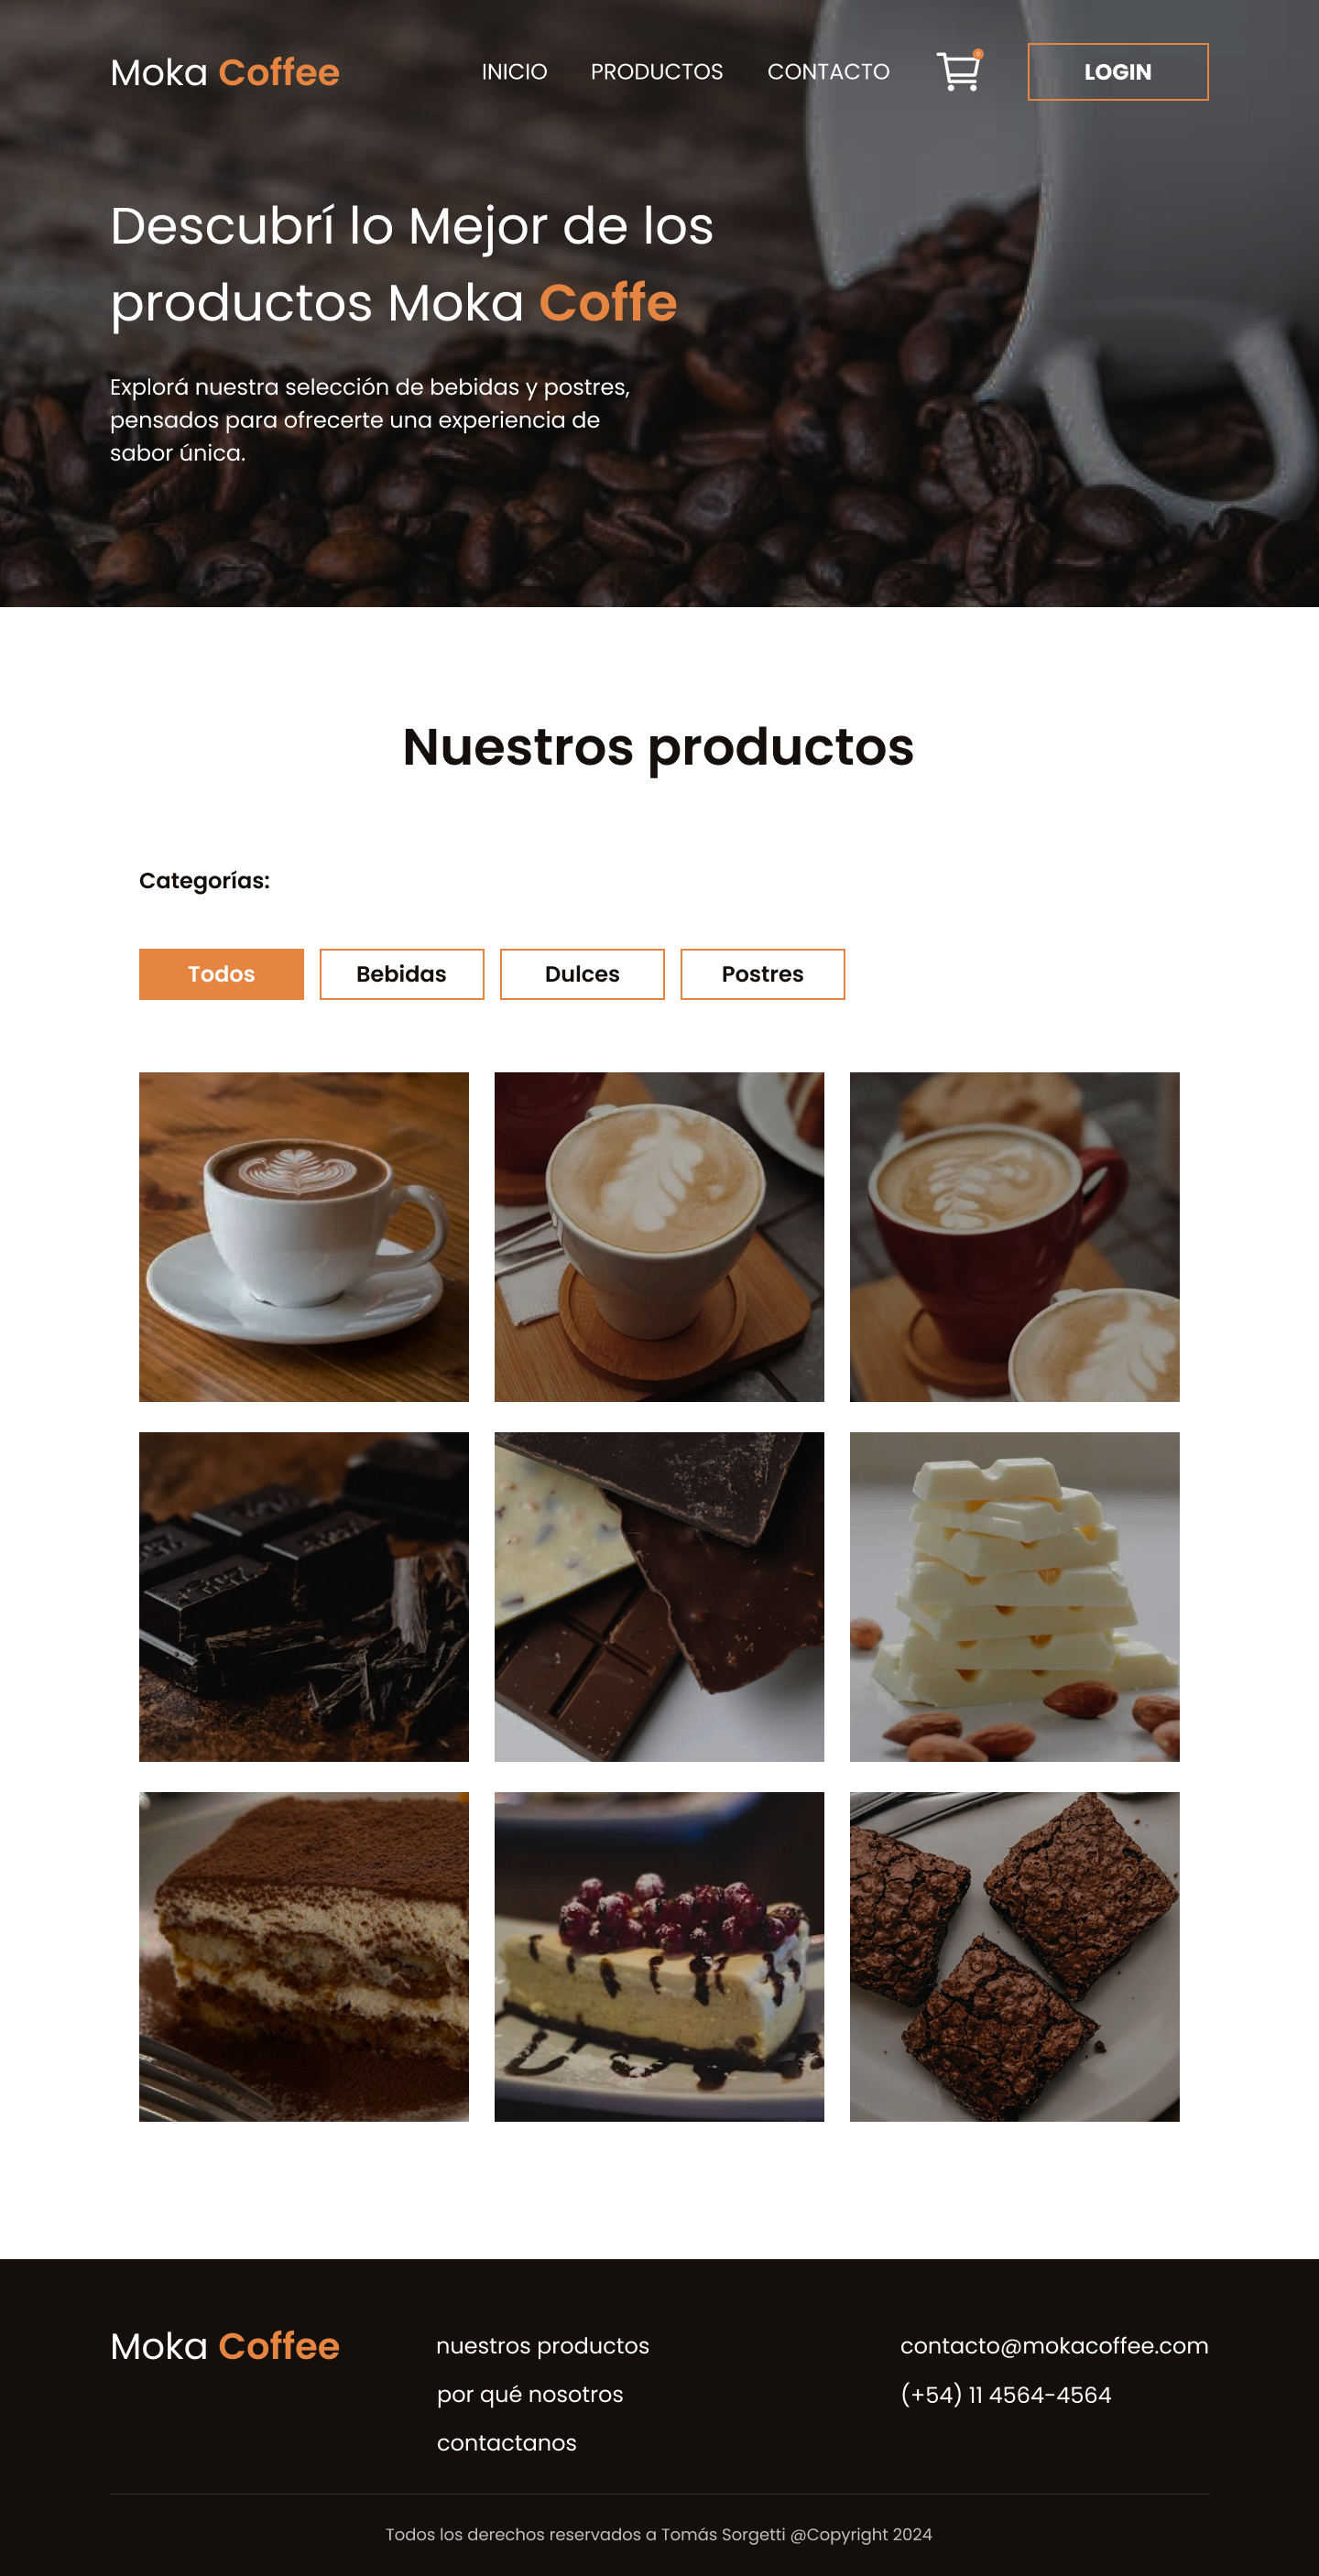 Moka Coffee
INICIO
PRODUCTOS
CONTACTO
LOGIN
Descubrí lo Mejor de los
productos Moka Coffe
Explorá nuestra selección de bebidas y postres,
pensados para ofrecerte una experiencia de
sabor única.
Nuestros productos
Categorías:
Todos
Bebidas
Dulces
Postres
Moka Coffee
nuestros productos
por qué nosotros
contactanos
contacto@mokacoffee.com
(+54) 11 4564-4564
Todos los derechos reservados a Tomás Sorgetti @Copyright 2024